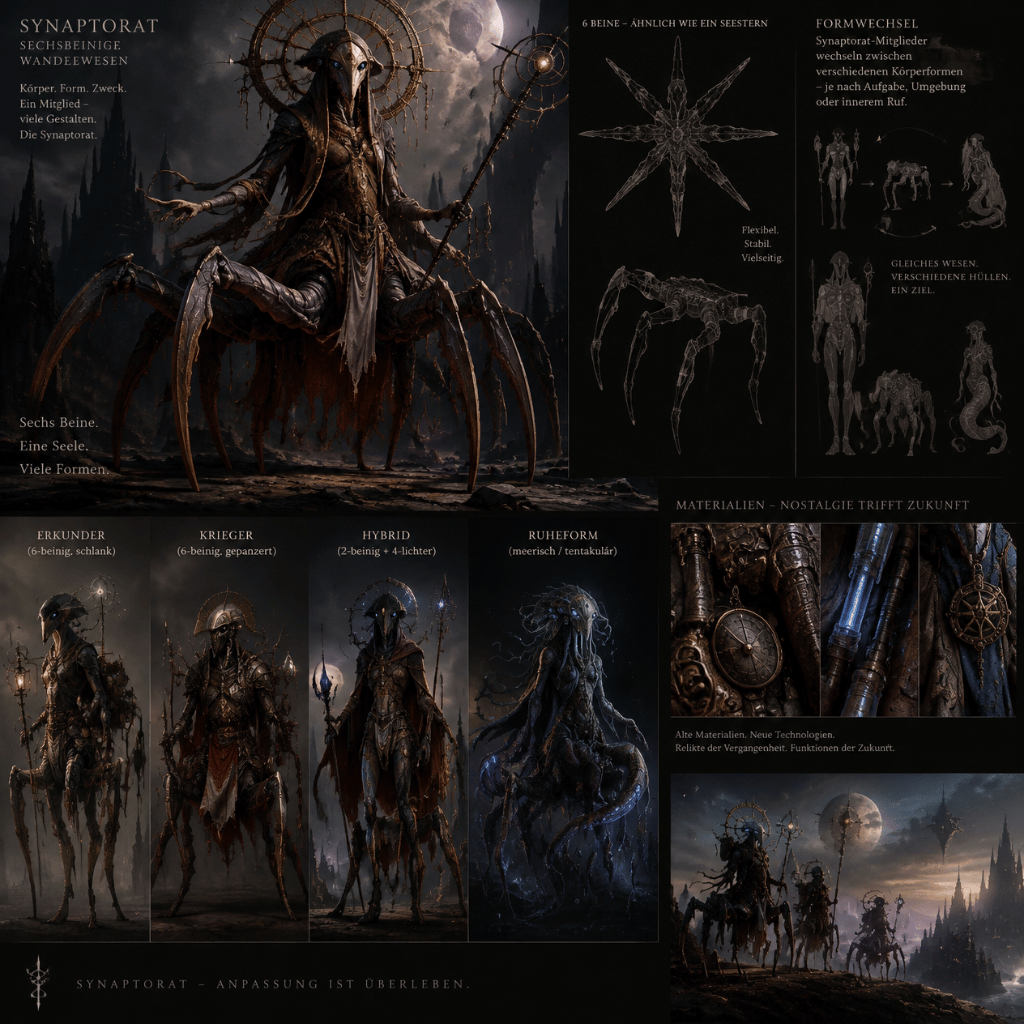 SYNAPTORAT
SECHSBEINIGE
WANDEEWESEN
Körper. Form. Zweck.
Ein Mitglied –
viele Gestalten.
Die Synaptorat.
Sechs Beine.
Eine Seele.
Viele Formen.
6 BEINE – ÄHNLICH WIE EIN SEESTERN
Flexibel.
Stabil.
Vielseitig.
FORMWECHSEL
Synaptorat-Mitglieder
wechseln zwischen
verschiedenen Körperformen
– je nach Aufgabe, Umgebung
oder innerem Ruf.
GLEICHES WESEN.
VERSCHIEDENE HÜLLEN.
EIN ZIEL.
ERKUNDER
(6-beinig, schlank)
KRIEGER
(6-beinig, gepanzert)
HYBRID
(2-beinig + 4-lichter)
RUHEFORM
(meerisch / tentakulär)
MATERIALIEN – NOSTALGIE TRIFFT ZUKUNFT
Alte Materialien. Neue Technologien.
Relikte der Vergangenheit. Funktionen der Zukunft.
SYNAPTORAT – ANPASSUNG IST ÜBERLEBEN.